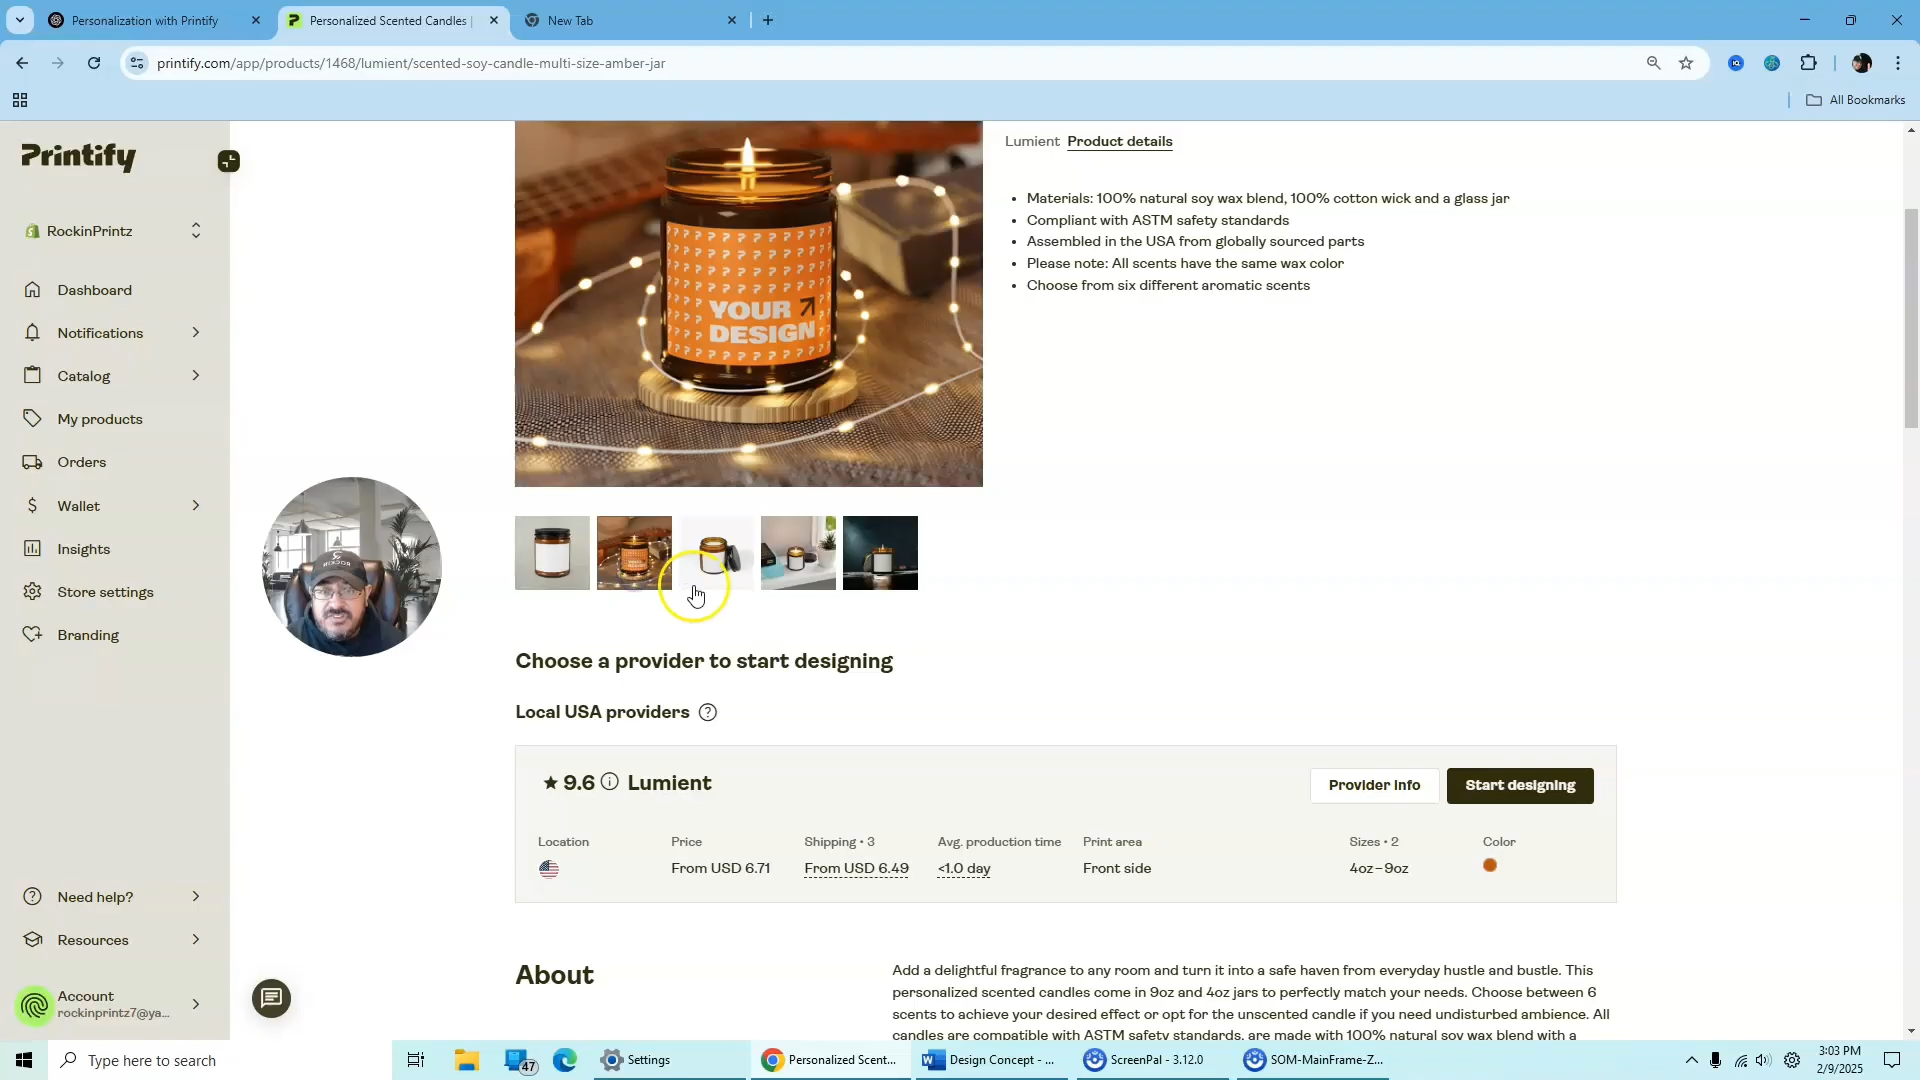 Personalization with Printify
Personalized Scented Candles |
New Tab
printify.com/app/products/1468/lumient/scented-soy-candle-multi-size-amber-jar
All Bookmarks
Printify
RockinPrintz
Dashboard
Notifications
Catalog
My products
Orders
Wallet
Insights
Store settings
Branding
Need help?
Resources
Account
rockinprintz7@ya...
YOUR
DESIGN
Lumient Product details
• Materials: 100% natural soy wax blend, 100% cotton wick and a glass jar
• Compliant with ASTM safety standards
• Assembled in the USA from globally sourced parts
• Please note: All scents have the same wax color
• Choose from six different aromatic scents
Choose a provider to start designing
Local USA providers
9.6 Lumient
Provider info
Start designing
Location Price Shipping • 3 Avg. production time Print area Sizes • 2 Color
From USD 6.71 From USD 6.49 <1.0 day Front side 4oz–9oz
About
Add a delightful fragrance to any room and turn it into a safe haven from everyday hustle and bustle. This
personalized scented candles come in 9oz and 4oz jars to perfectly match your needs. Choose between 6
scents to achieve your desired effect or opt for the unscented candle if you need undisturbed ambience. All
candles are compatible with ASTM safety standards, are made with 100% natural soy wax blend with a
Type here to search
47
Settings
Personalized Scent...
Design Concept - ...
ScreenPal - 3.12.0
SOM-MainFrame-Z...
3:03 PM
2/9/2025